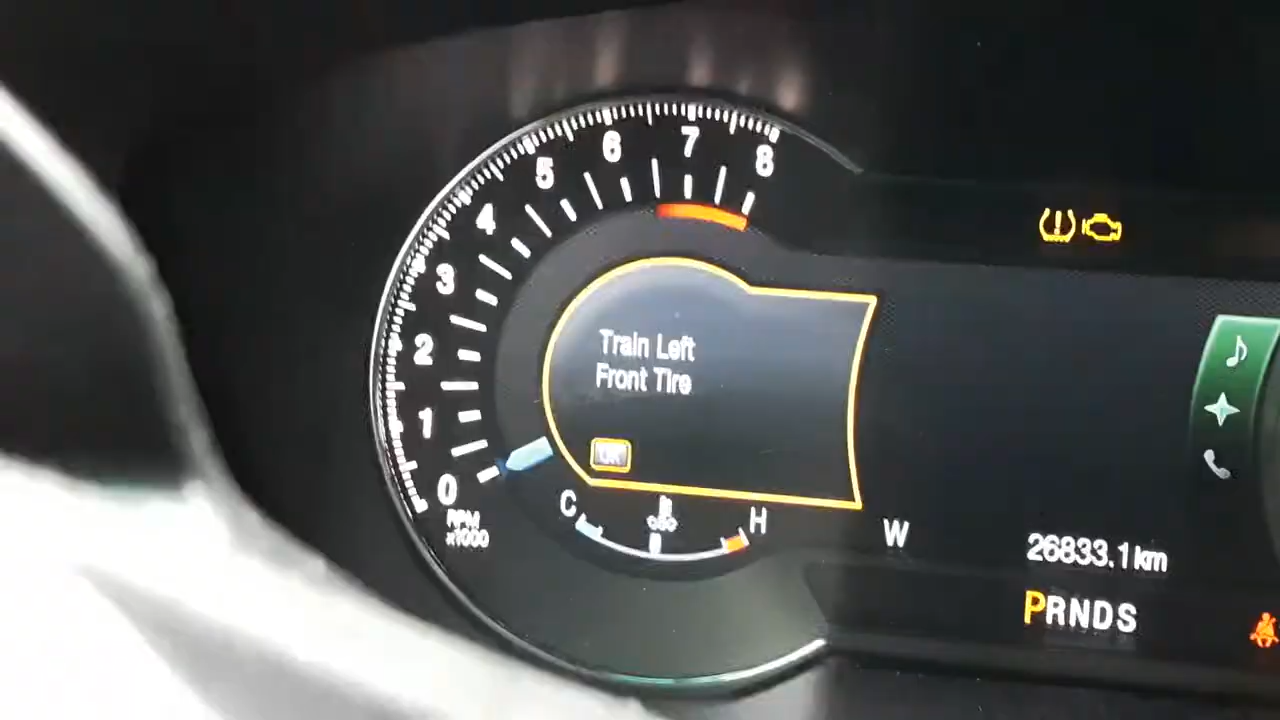 0
1
2
3
4
5
6
7
8
RPM
x1000
Train Left
Front Tire
OK
C
H
W
26833.1 km
PRNDS